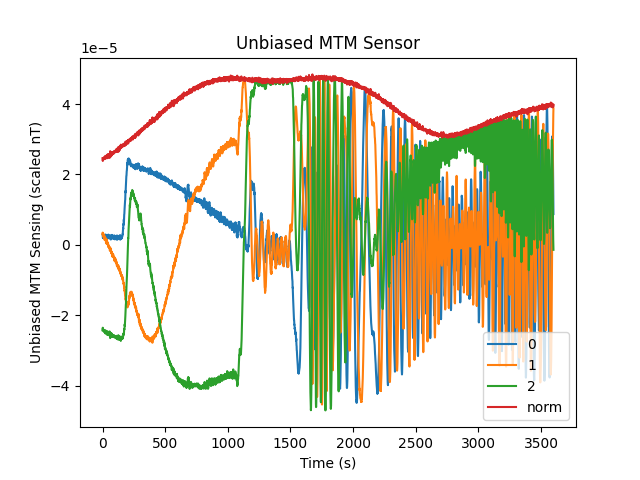 Unbiased MTM Sensor
1e−5
Unbiased MTM Sensing (scaled nT)
4
2
0
−2
−4
0
1
2
norm
0 500 1000 1500 2000 2500 3000 3500
Time (s)